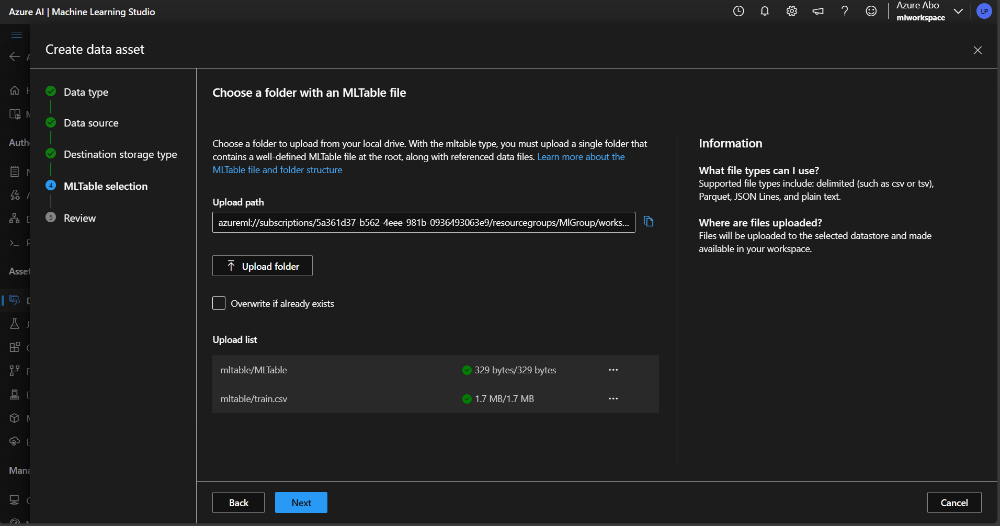 Azure AI | Machine Learning Studio
Azure Abo
mlworkspace
LP
Create data asset
Data type
Data source
Destination storage type
4 MLTable selection
5 Review
Choose a folder with an MLTable file
Choose a folder to upload from your local drive. With the mltable type, you must upload a single folder that
contains a well-defined MLTable file at the root, along with referenced data files. Learn more about the
MLTable file and folder structure
Upload path
azureml://subscriptions/5a361d37-b562-4eee-981b-0936493063e9/resourcegroups/MlGroup/works...
Upload folder
Overwrite if already exists
Upload list
mltable/MLTable 329 bytes/329 bytes
mltable/train.csv 1.7 MB/1.7 MB
Information
What file types can I use?
Supported file types include: delimited (such as csv or tsv),
Parquet, JSON Lines, and plain text.
Where are files uploaded?
Files will be uploaded to the selected datastore and made
available in your workspace.
Back
Next
Cancel